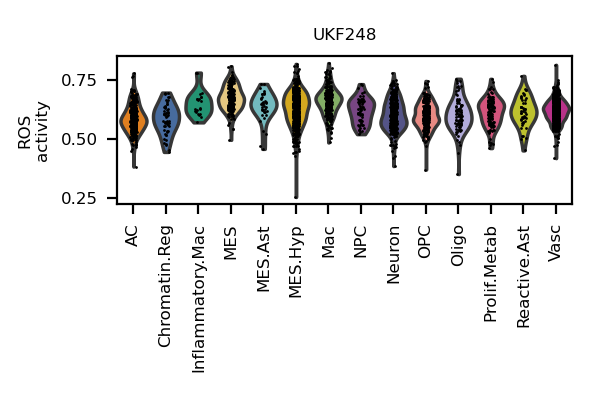 UKF248
ROS
activity
0.75
0.50
0.25
AC
Chromatin.Reg
Inflammatory.Mac
MES
MES.Ast
MES.Hyp
Mac
NPC
Neuron
OPC
Oligo
Prolif.Metab
Reactive.Ast
Vasc